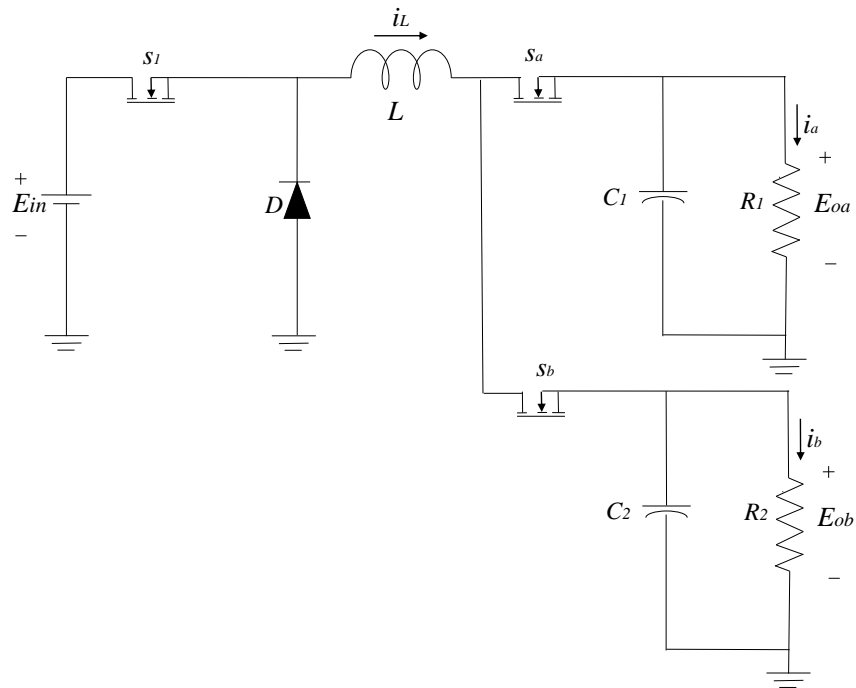 iL
s1
sa
L
ia
+
Ein
−
D
C1
R1
+
Eoa
−
sb
ib
C2
R2
+
Eob
−